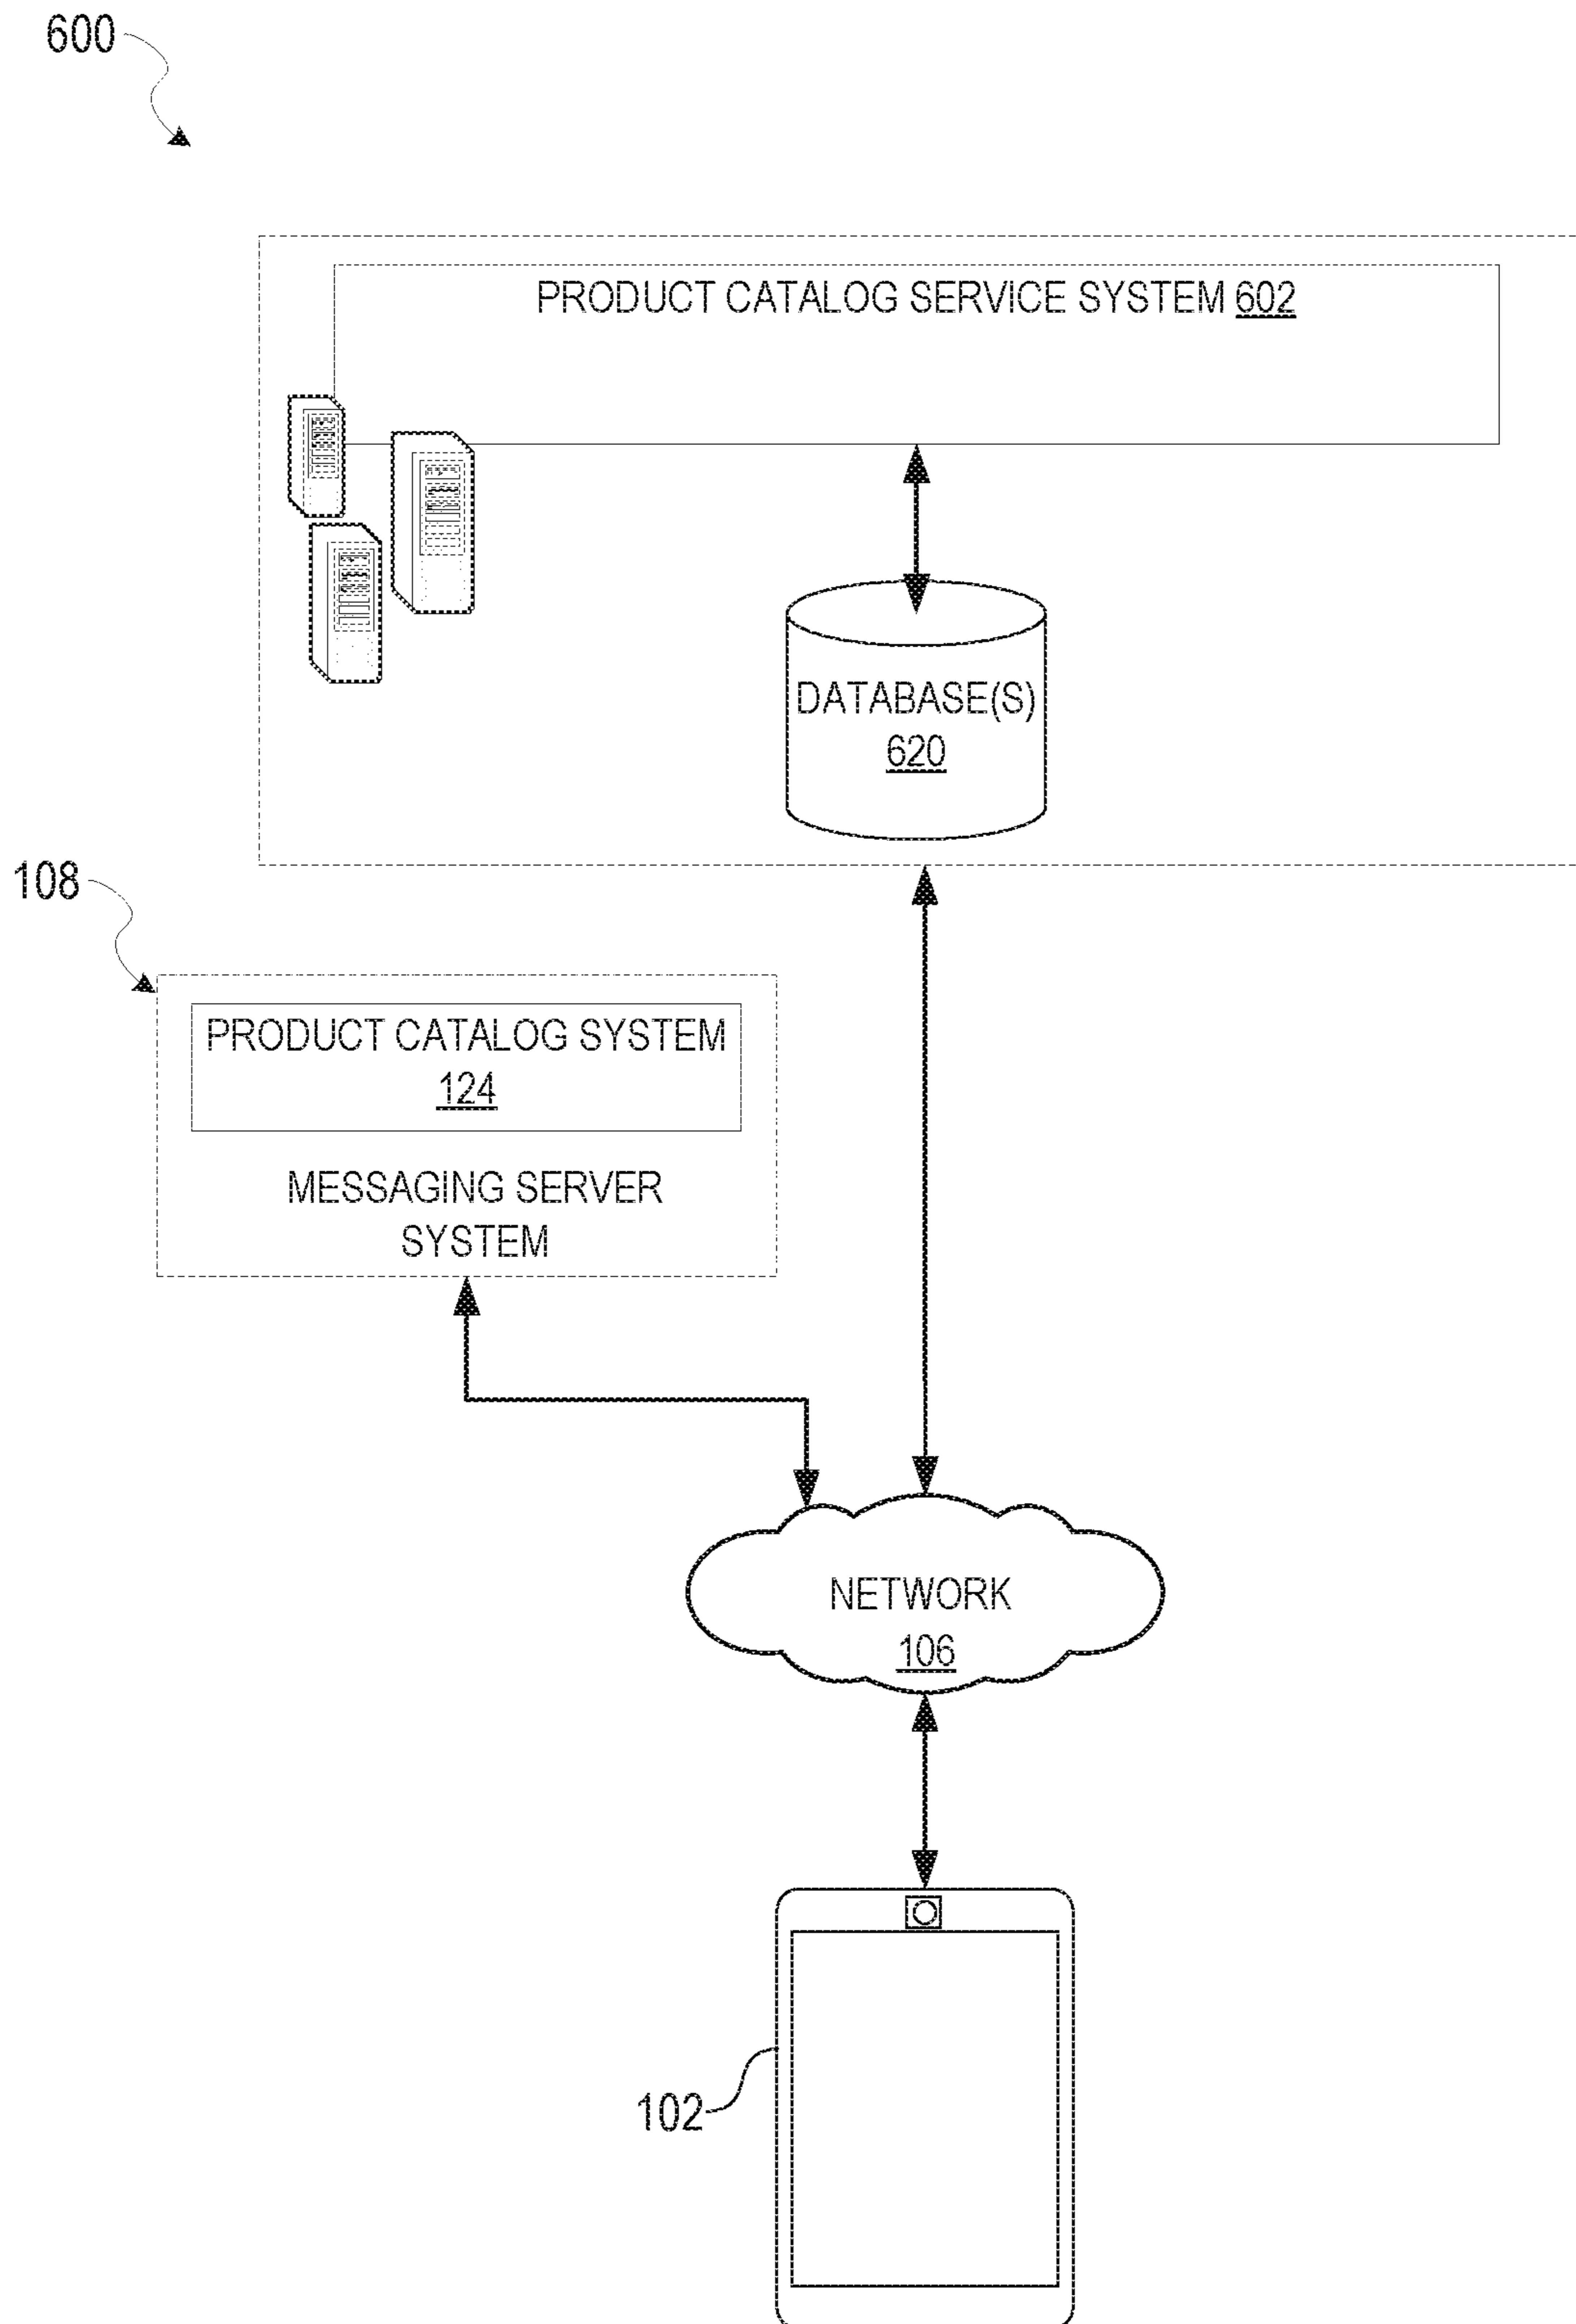 600
PRODUCT CATALOG SERVICE SYSTEM 602
DATABASE(S)
620
108
PRODUCT CATALOG SYSTEM
124
MESSAGING SERVER
SYSTEM
NETWORK
106
102